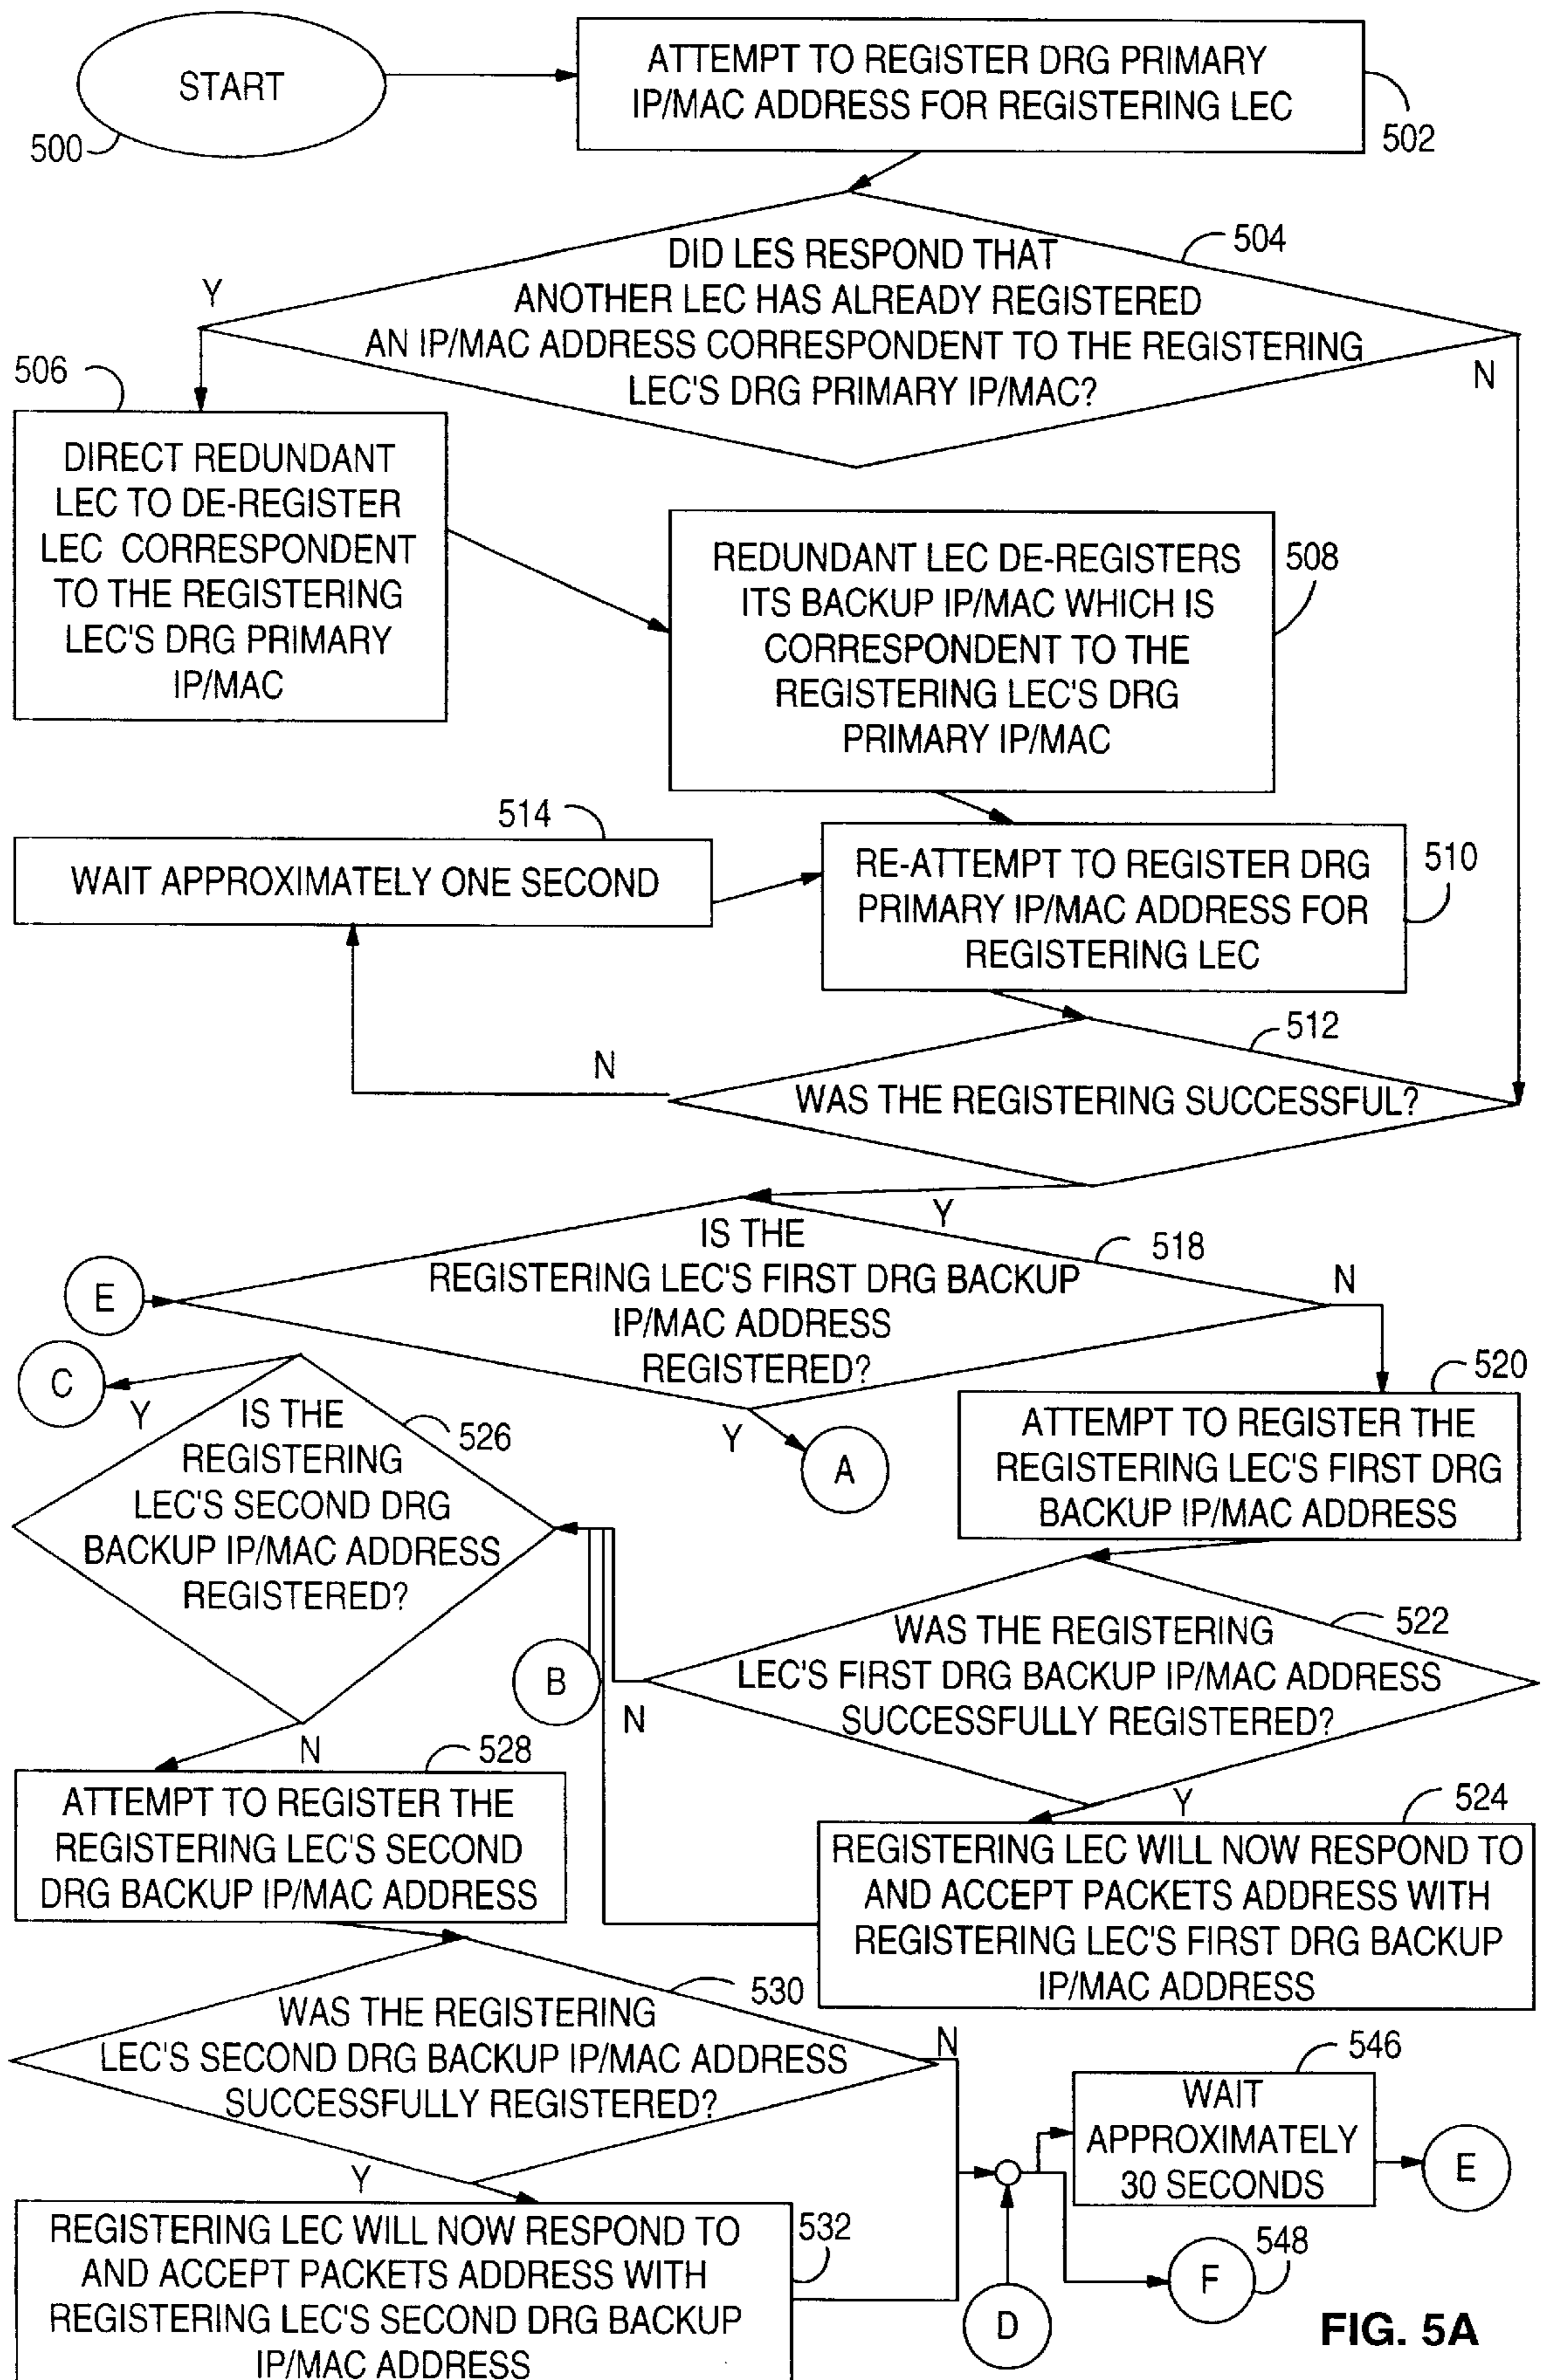 START
500
ATTEMPT TO REGISTER DRG PRIMARY
IP/MAC ADDRESS FOR REGISTERING LEC
502
DID LES RESPOND THAT
ANOTHER LEC HAS ALREADY REGISTERED
AN IP/MAC ADDRESS CORRESPONDENT TO THE REGISTERING
LEC'S DRG PRIMARY IP/MAC?
504
Y
N
506
DIRECT REDUNDANT
LEC TO DE-REGISTER
LEC CORRESPONDENT
TO THE REGISTERING
LEC'S DRG PRIMARY
IP/MAC
REDUNDANT LEC DE-REGISTERS
ITS BACKUP IP/MAC WHICH IS
CORRESPONDENT TO THE
REGISTERING LEC'S DRG
PRIMARY IP/MAC
508
514
WAIT APPROXIMATELY ONE SECOND
RE-ATTEMPT TO REGISTER DRG
PRIMARY IP/MAC ADDRESS FOR
REGISTERING LEC
510
512
N
WAS THE REGISTERING SUCCESSFUL?
Y
IS THE
REGISTERING LEC'S FIRST DRG BACKUP
IP/MAC ADDRESS
REGISTERED?
518
N
E
Y
A
C
Y
IS THE
REGISTERING
LEC'S SECOND DRG
BACKUP IP/MAC ADDRESS
REGISTERED?
526
520
ATTEMPT TO REGISTER THE
REGISTERING LEC'S FIRST DRG
BACKUP IP/MAC ADDRESS
B
N
WAS THE REGISTERING
LEC'S FIRST DRG BACKUP IP/MAC ADDRESS
SUCCESSFULLY REGISTERED?
522
Y
N
528
ATTEMPT TO REGISTER THE
REGISTERING LEC'S SECOND
DRG BACKUP IP/MAC ADDRESS
524
REGISTERING LEC WILL NOW RESPOND TO
AND ACCEPT PACKETS ADDRESS WITH
REGISTERING LEC'S FIRST DRG BACKUP
IP/MAC ADDRESS
530
WAS THE REGISTERING
LEC'S SECOND DRG BACKUP IP/MAC ADDRESS
SUCCESSFULLY REGISTERED?
N
Y
546
WAIT
APPROXIMATELY
30 SECONDS
E
REGISTERING LEC WILL NOW RESPOND TO
AND ACCEPT PACKETS ADDRESS WITH
REGISTERING LEC'S SECOND DRG BACKUP
IP/MAC ADDRESS
532
D
F
548
FIG. 5A